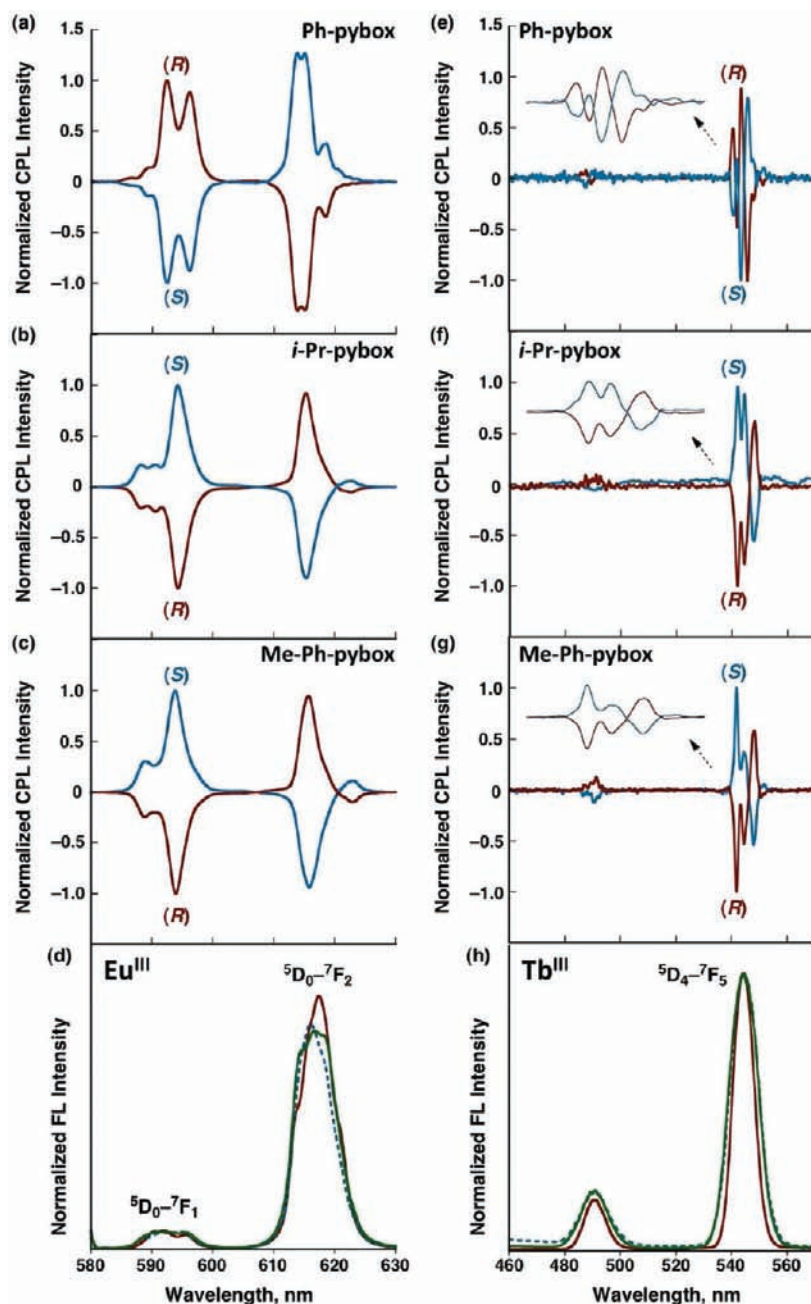 (a)
Ph-pybox
Normalized CPL Intensity
1.5
1.0
0.5
0
−0.5
−1.0
(R)
(S)
(b)
i-Pr-pybox
Normalized CPL Intensity
1.0
0.5
0
−0.5
−1.0
(S)
(R)
(c)
Me-Ph-pybox
Normalized CPL Intensity
1.0
0.5
0
−0.5
−1.0
(S)
(R)
(d)
Eu^III
⁵D₀–⁷F₂
⁵D₀–⁷F₁
Normalized FL Intensity
580 590 600 610 620 630
Wavelength, nm
(e)
Ph-pybox
Normalized CPL Intensity
1.5
1.0
0.5
0
−0.5
−1.0
(R)
(S)
(f)
i-Pr-pybox
Normalized CPL Intensity
1.0
0.5
0
−0.5
−1.0
(S)
(R)
(g)
Me-Ph-pybox
Normalized CPL Intensity
1.0
0.5
0
−0.5
−1.0
(S)
(R)
(h)
Tb^III
⁵D₄–⁷F₅
Normalized FL Intensity
460 480 500 520 540 560
Wavelength, nm